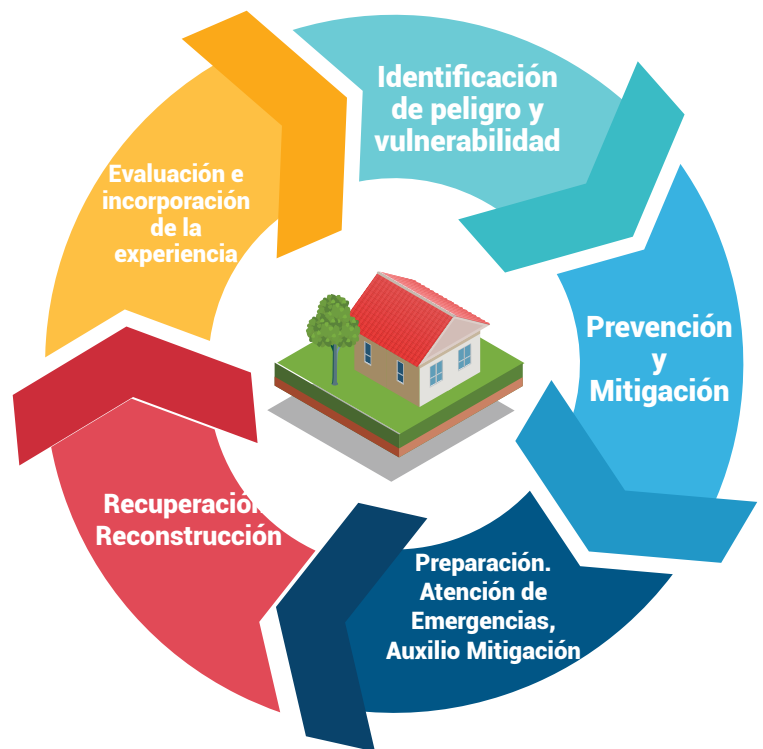 Identificación
de peligro y
vulnerabilidad
Prevención
y
Mitigación
Preparación.
Atención de
Emergencias,
Auxilio Mitigación
Recuperación
Reconstrucción
Evaluación e
incorporación
de la
experiencia